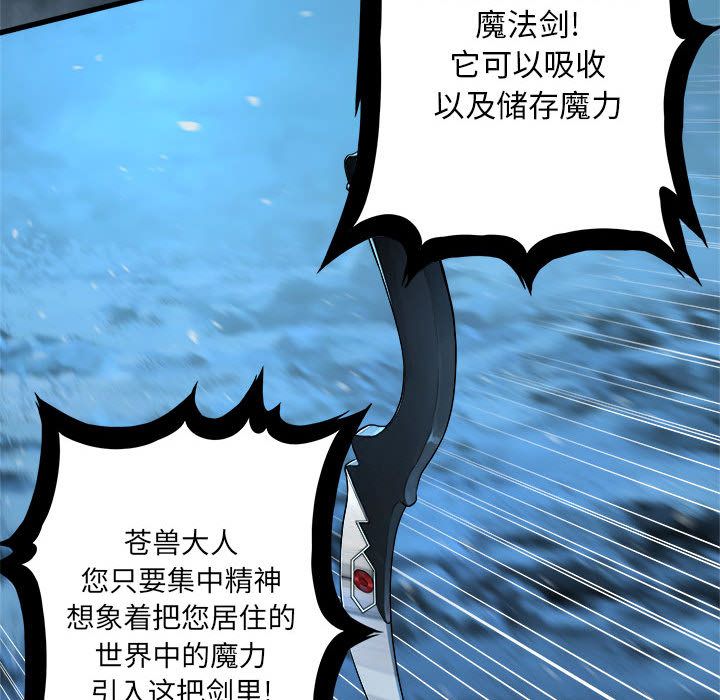 魔法剑!
它可以吸收
以及储存魔力
苍兽大人
您只要集中精神
想象着把您居住的
世界中的魔力
引入这把剑里!